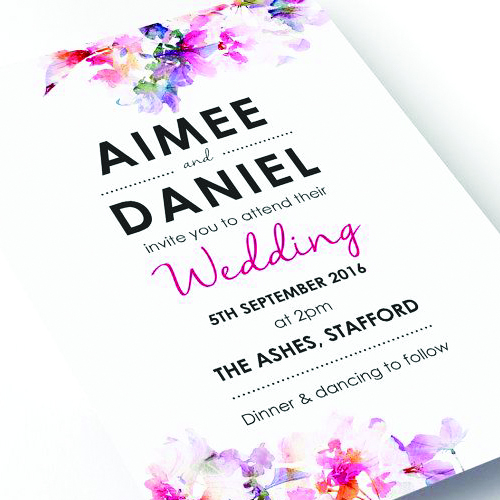 AIMEE
and
DANIEL
invite you to attend their
Wedding
5TH SEPTEMBER 2016
at 2pm
THE ASHES, STAFFORD
Dinner & dancing to follow